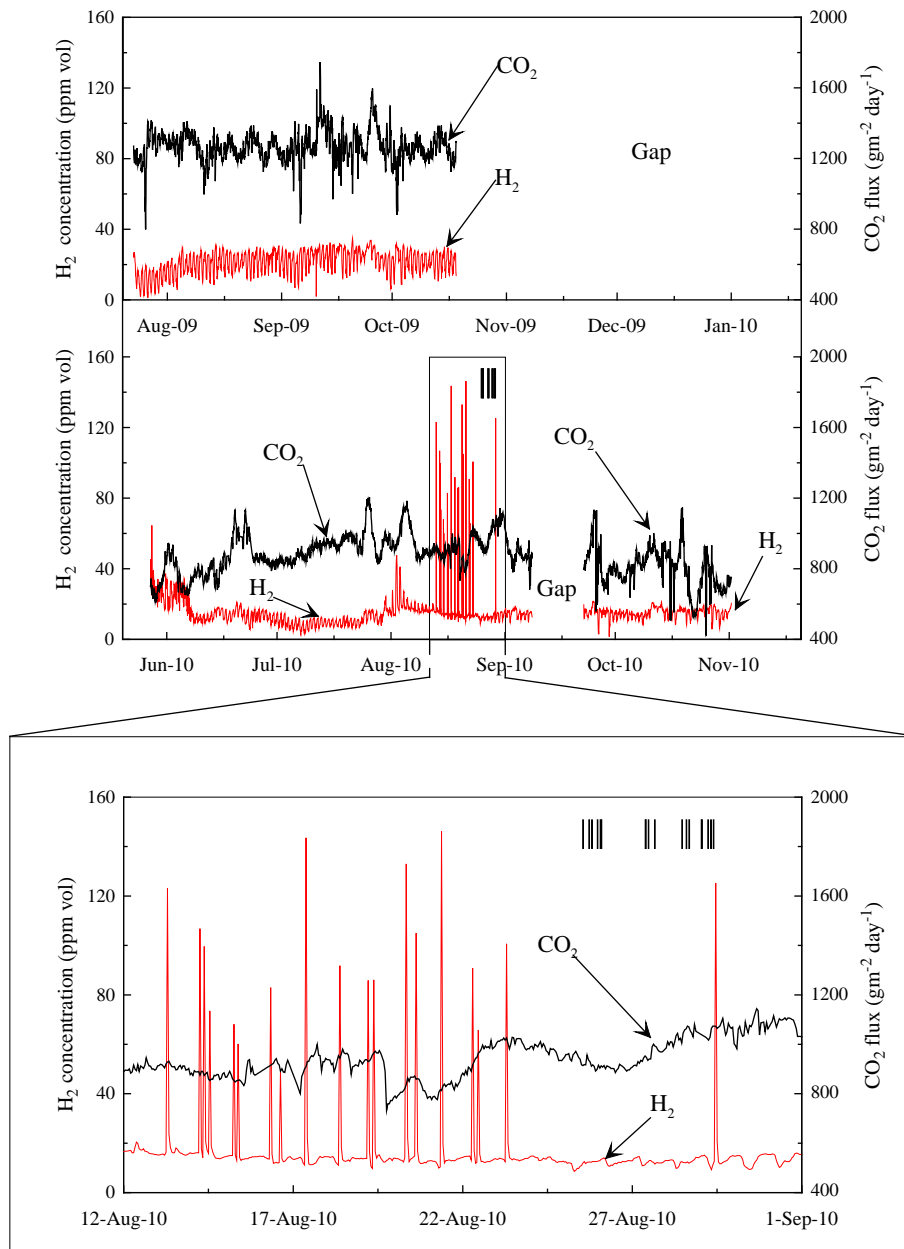 160
120
80
40
0
H₂ concentration (ppm vol)
2000
1600
1200
800
400
CO₂ flux (gm⁻² day⁻¹)
CO₂
H₂
Gap
Aug-09 Sep-09 Oct-09 Nov-09 Dec-09 Jan-10
160
120
80
40
0
H₂ concentration (ppm vol)
2000
1600
1200
800
400
CO₂ flux (gm⁻² day⁻¹)
CO₂
CO₂
H₂
H₂
Gap
Jun-10 Jul-10 Aug-10 Sep-10 Oct-10 Nov-10
160
120
80
40
0
H₂ concentration (ppm vol)
2000
1600
1200
800
400
CO₂ flux (gm⁻² day⁻¹)
CO₂
H₂
12-Aug-10 17-Aug-10 22-Aug-10 27-Aug-10 1-Sep-10